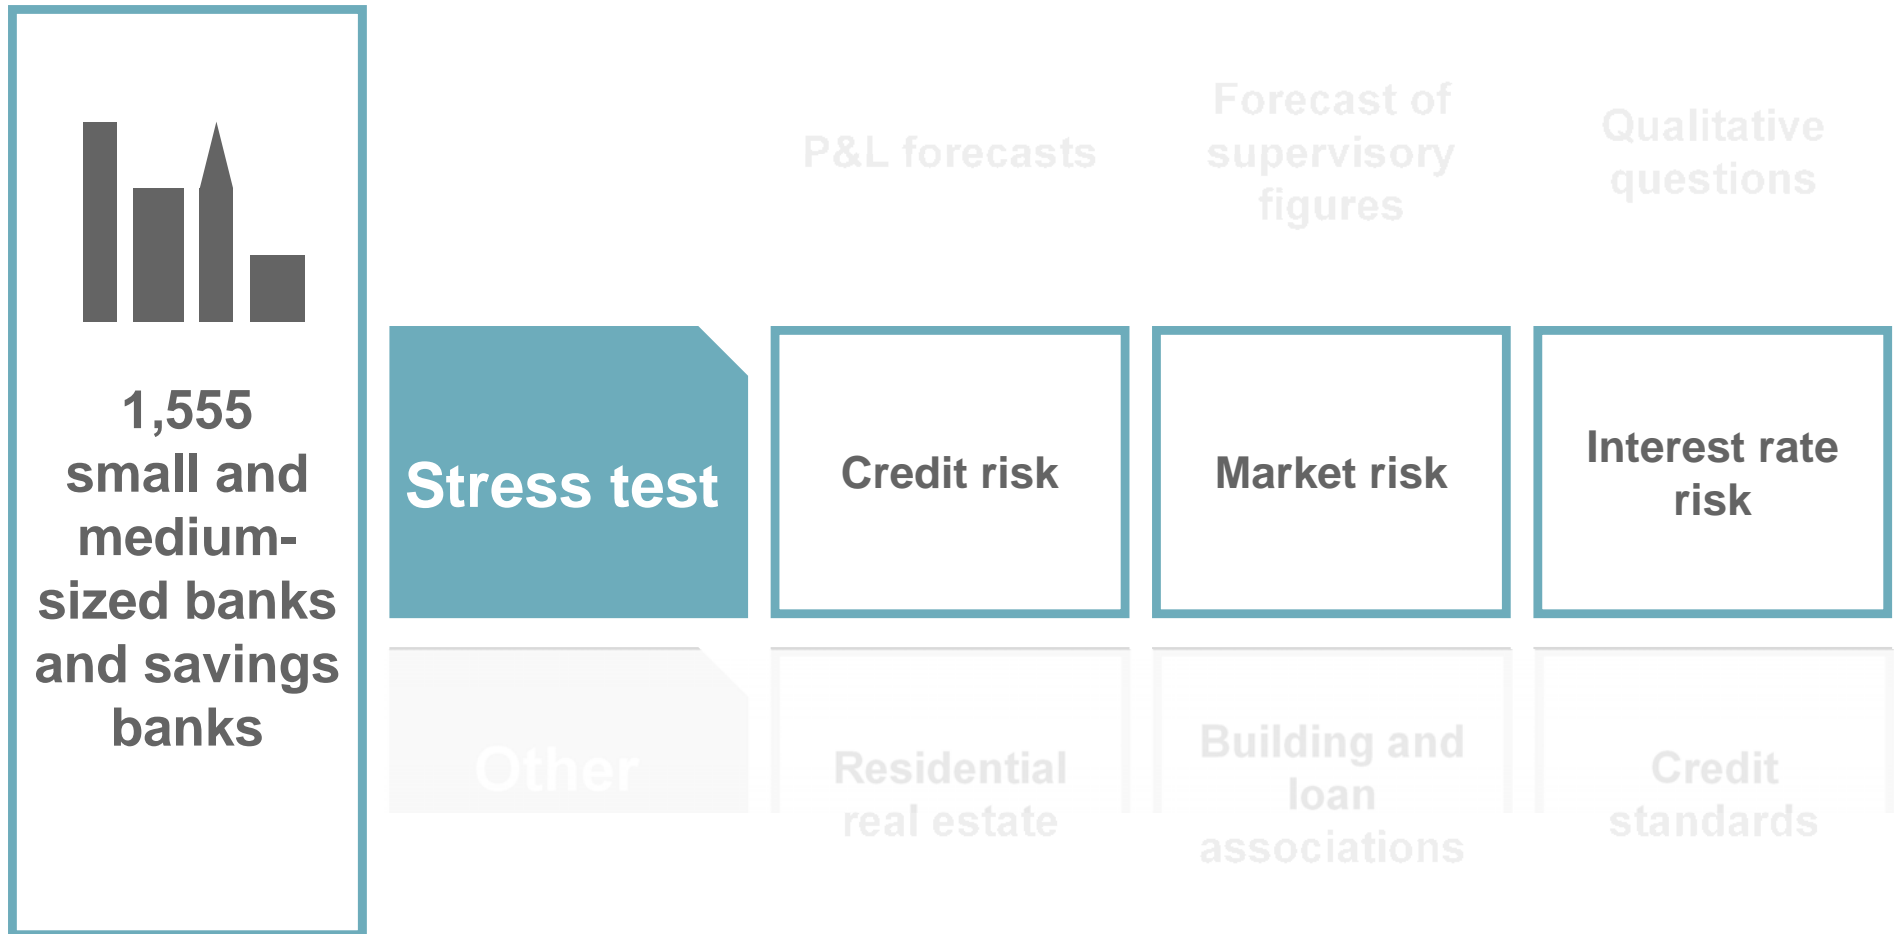 1,555
small and
medium-
sized banks
and savings
banks
P&L forecasts
Forecast of
supervisory
figures
Qualitative
questions
Stress test
Credit risk
Market risk
Interest rate
risk
Other
Residential
real estate
Building and
loan
associations
Credit
standards